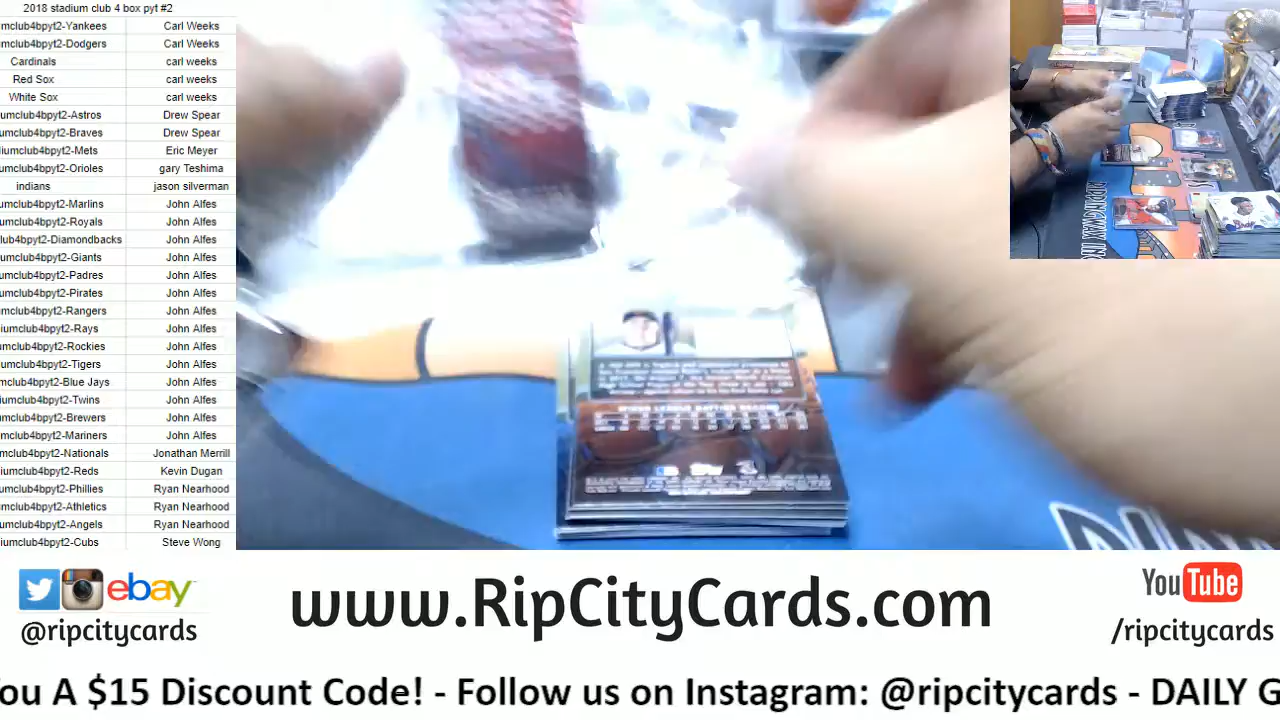 2018 stadium club 4 box pyt #2
mclub4bpyt2-Yankees Carl Weeks
umclub4bpyt2-Dodgers Carl Weeks
Cardinals carl weeks
Red Sox carl weeks
White Sox carl weeks
iumclub4bpyt2-Astros Drew Spear
umclub4bpyt2-Braves Drew Spear
diumclub4bpyt2-Mets Eric Meyer
umclub4bpyt2-Orioles gary Teshima
indians jason silverman
umclub4bpyt2-Marlins John Alfes
umclub4bpyt2-Royals John Alfes
lub4bpyt2-Diamondbacks John Alfes
umclub4bpyt2-Giants John Alfes
umclub4bpyt2-Padres John Alfes
umclub4bpyt2-Pirates John Alfes
umclub4bpyt2-Rangers John Alfes
iumclub4bpyt2-Rays John Alfes
umclub4bpyt2-Rockies John Alfes
iumclub4bpyt2-Tigers John Alfes
mclub4bpyt2-Blue Jays John Alfes
iumclub4bpyt2-Twins John Alfes
umclub4bpyt2-Brewers John Alfes
umclub4bpyt2-Mariners John Alfes
mclub4bpyt2-Nationals Jonathan Merrill
iumclub4bpyt2-Reds Kevin Dugan
umclub4bpyt2-Phillies Ryan Nearhood
umclub4bpyt2-Athletics Ryan Nearhood
umclub4bpyt2-Angels Ryan Nearhood
iumclub4bpyt2-Cubs Steve Wong
ebay
@ripcitycards
www.RipCityCards.com
YouTube
/ripcitycards
You A $15 Discount Code! - Follow us on Instagram: @ripcitycards - DAILY G